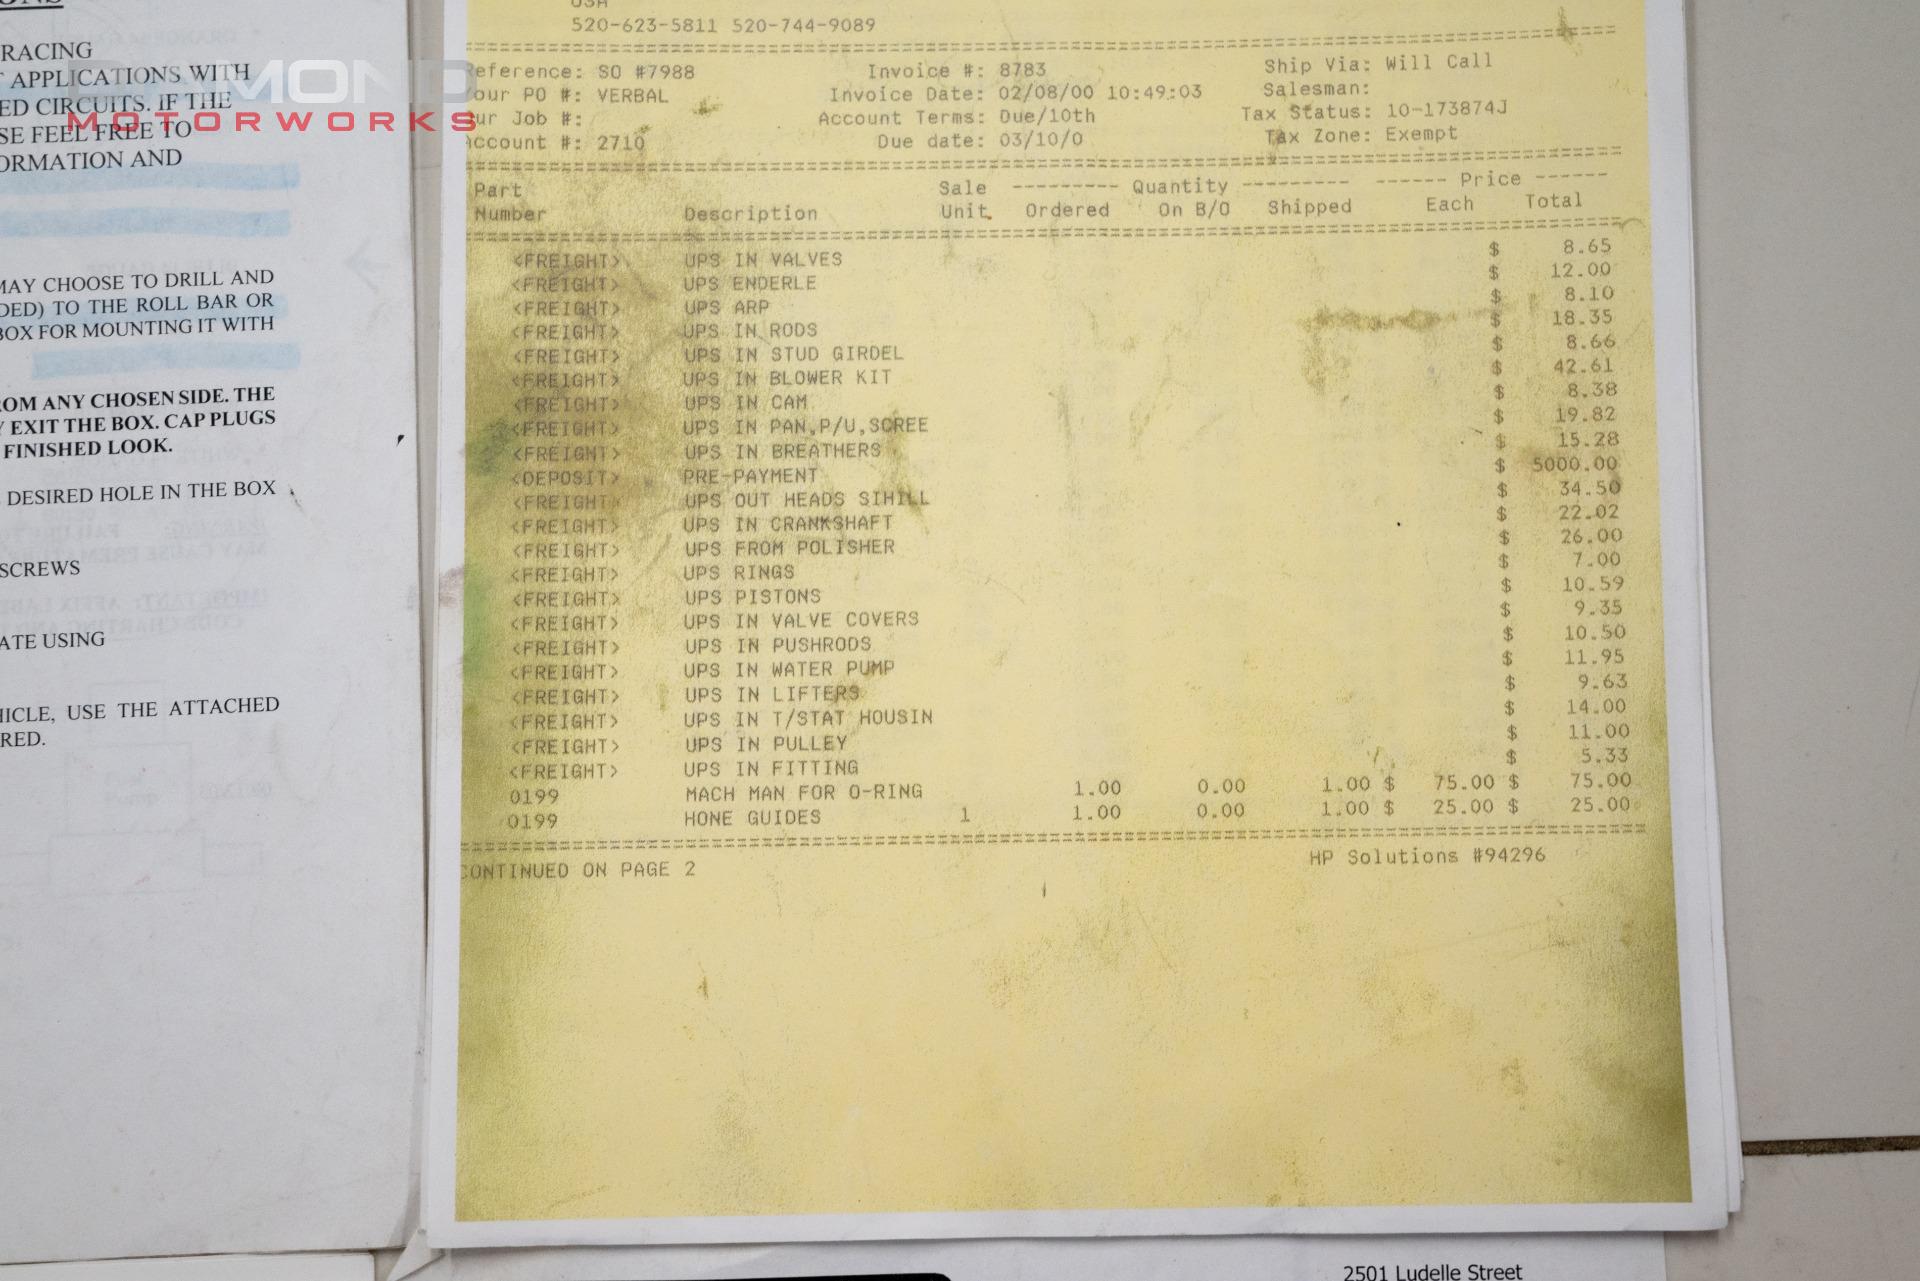 RACING
APPLICATIONS WITH
ED CIRCUITS. IF THE
SE FEEL FREE TO
ORMATION AND
MAY CHOOSE TO DRILL AND
DED) TO THE ROLL BAR OR
BOX FOR MOUNTING IT WITH
ROM ANY CHOSEN SIDE. THE
Y EXIT THE BOX. CAP PLUGS
FINISHED LOOK.
DESIRED HOLE IN THE BOX
SCREWS
ATE USING
HICLE, USE THE ATTACHED
RED.
DIAMOND
MOTORWORKS
USA
520-623-5811 520-744-9089
Reference: SO #7988 Invoice #: 8783 Ship Via: Will Call
Your PO #: VERBAL Invoice Date: 02/08/00 10:49:03 Salesman:
Our Job #: Account Terms: Due/10th Tax Status: 10-173874J
Account #: 2710 Due date: 03/10/0 Tax Zone: Exempt
Part Sale --------- Quantity --------- ------ Price ------
Number Description Unit Ordered On B/O Shipped Each Total
<FREIGHT> UPS IN VALVES $ 8.65
<FREIGHT> UPS ENDERLE $ 12.00
<FREIGHT> UPS ARP $ 8.10
<FREIGHT> UPS IN RODS $ 18.35
<FREIGHT> UPS IN STUD GIRDEL $ 8.66
<FREIGHT> UPS IN BLOWER KIT $ 42.61
<FREIGHT> UPS IN CAM $ 8.38
<FREIGHT> UPS IN PAN,P/U,SCREE $ 19.82
<FREIGHT> UPS IN BREATHERS $ 15.28
<DEPOSIT> PRE-PAYMENT $ 5000.00
<FREIGHT> UPS OUT HEADS SIHILL $ 34.50
<FREIGHT> UPS IN CRANKSHAFT $ 22.02
<FREIGHT> UPS FROM POLISHER $ 26.00
<FREIGHT> UPS RINGS $ 7.00
<FREIGHT> UPS PISTONS $ 10.59
<FREIGHT> UPS IN VALVE COVERS $ 9.35
<FREIGHT> UPS IN PUSHRODS $ 10.50
<FREIGHT> UPS IN WATER PUMP $ 11.95
<FREIGHT> UPS IN LIFTERS $ 9.63
<FREIGHT> UPS IN T/STAT HOUSIN $ 14.00
<FREIGHT> UPS IN PULLEY $ 11.00
<FREIGHT> UPS IN FITTING $ 5.33
0199 MACH MAN FOR O-RING 1.00 0.00 1.00 $ 75.00 $ 75.00
0199 HONE GUIDES 1 1.00 0.00 1.00 $ 25.00 $ 25.00
CONTINUED ON PAGE 2 HP Solutions #94296
2501 Ludelle Street